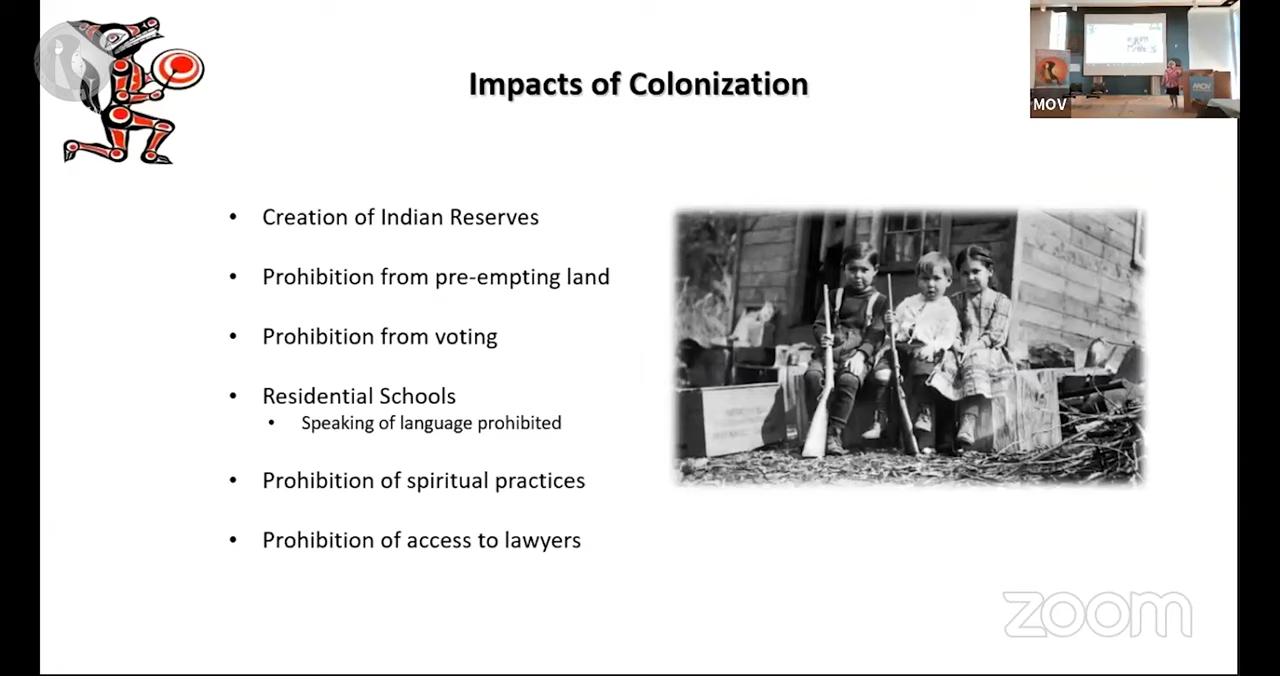 Impacts of Colonization
MOV
• Creation of Indian Reserves
• Prohibition from pre-empting land
• Prohibition from voting
• Residential Schools
• Speaking of language prohibited
• Prohibition of spiritual practices
• Prohibition of access to lawyers
zoom